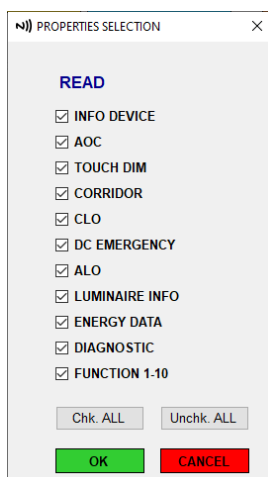 PROPERTIES SELECTION
READ
INFO DEVICE
AOC
TOUCH DIM
CORRIDOR
CLO
DC EMERGENCY
ALO
LUMINAIRE INFO
ENERGY DATA
DIAGNOSTIC
FUNCTION 1-10
Chk. ALL Unchk. ALL
OK CANCEL